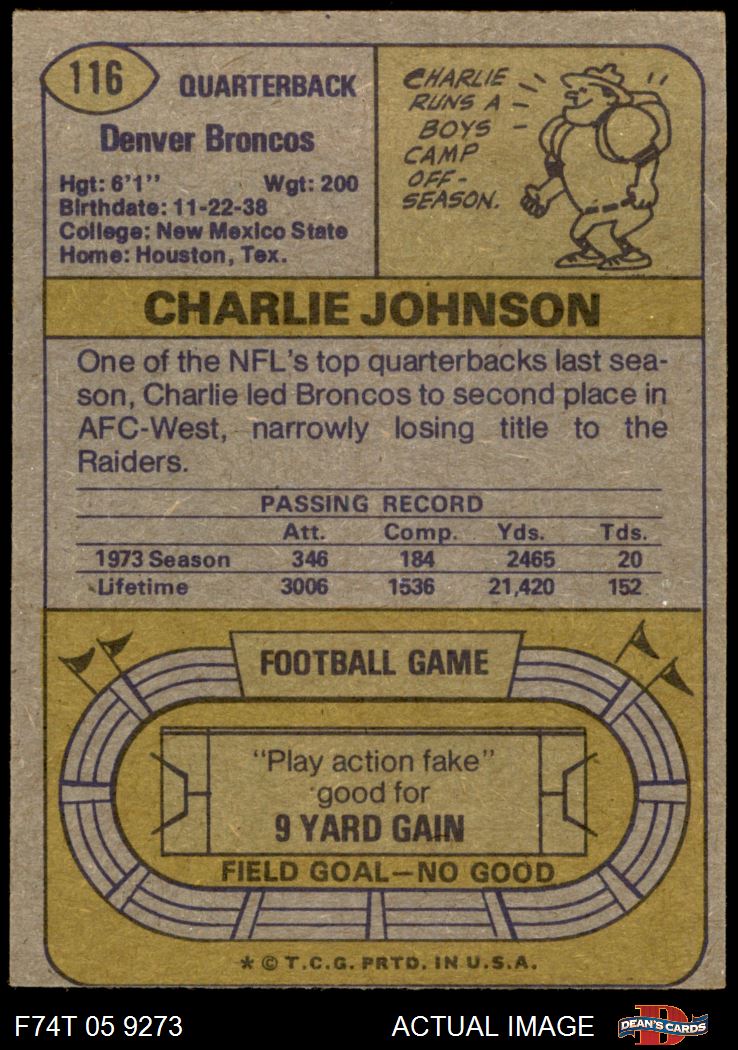 116
QUARTERBACK
Denver Broncos
Hgt: 6'1" Wgt: 200
Birthdate: 11-22-38
College: New Mexico State
Home: Houston, Tex.
CHARLIE
RUNS A
BOYS
CAMP
OFF-
SEASON.
CHARLIE JOHNSON
One of the NFL's top quarterbacks last sea-
son, Charlie led Broncos to second place in
AFC-West, narrowly losing title to the
Raiders.
PASSING RECORD
Att. Comp. Yds. Tds.
1973 Season 346 184 2465 20
Lifetime 3006 1536 21,420 152
FOOTBALL GAME
"Play action fake"
good for
9 YARD GAIN
FIELD GOAL—NO GOOD
* © T.C.G. PRTD. IN U.S.A.
F74T 05 9273 ACTUAL IMAGE D DEAN'S CARDS